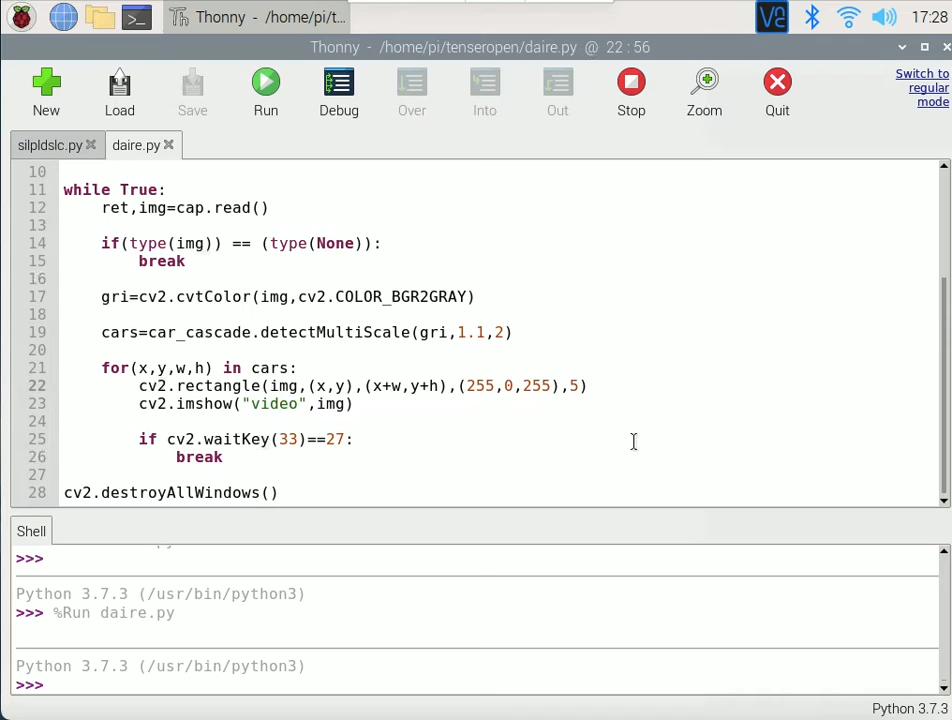 Thonny - /home/pi/t...
17:28
Thonny - /home/pi/tenseropen/daire.py @ 22 : 56
New
Load
Save
Run
Debug
Over
Into
Out
Stop
Zoom
Quit
Switch to
regular
mode
silpldslc.py
daire.py
10
11 while True:
12     ret,img=cap.read()
13
14     if(type(img)) == (type(None)):
15         break
16
17     gri=cv2.cvtColor(img,cv2.COLOR_BGR2GRAY)
18
19     cars=car_cascade.detectMultiScale(gri,1.1,2)
20
21     for(x,y,w,h) in cars:
22         cv2.rectangle(img,(x,y),(x+w,y+h),(255,0,255),5)
23         cv2.imshow("video",img)
24
25         if cv2.waitKey(33)==27:
26             break
27
28 cv2.destroyAllWindows()
Shell
>>>
Python 3.7.3 (/usr/bin/python3)
>>> %Run daire.py
Python 3.7.3 (/usr/bin/python3)
>>>
Python 3.7.3